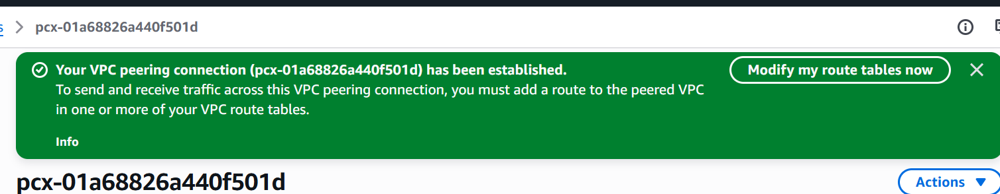 pcx-01a68826a440f501d
Your VPC peering connection (pcx-01a68826a440f501d) has been established.
Modify my route tables now
To send and receive traffic across this VPC peering connection, you must add a route to the peered VPC
in one or more of your VPC route tables.
Info
pcx-01a68826a440f501d
Actions